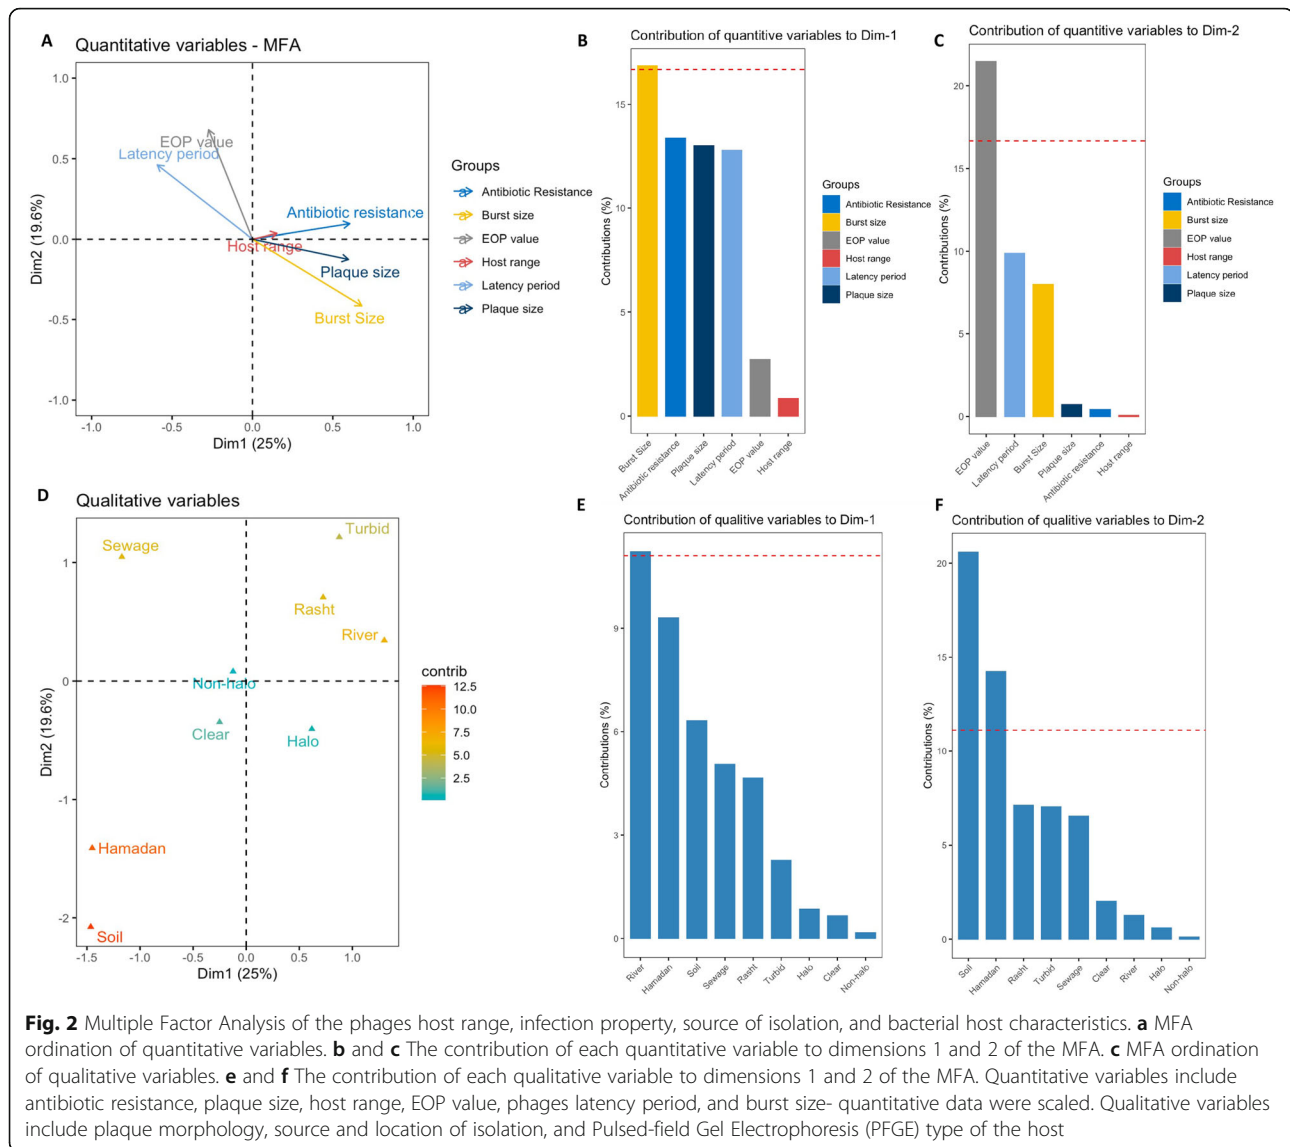 A
Quantitative variables - MFA
1.0
0.5
0.0
-0.5
-1.0
Dim2 (19.6%)
EOP value
Latency period
Antibiotic resistance
Host range
Plaque size
Burst Size
-1.0 -0.5 0.0 0.5 1.0
Dim1 (25%)
Groups
Antibiotic Resistance
Burst size
EOP value
Host range
Latency period
Plaque size
B
Contribution of quantitive variables to Dim-1
15
10
5
0
Contributions (%)
Burst Size
Antibiotic resistance
Plaque size
Latency period
EOP value
Host range
Groups
Antibiotic Resistance
Burst size
EOP value
Host range
Latency period
Plaque size
C
Contribution of quantitive variables to Dim-2
20
15
10
5
0
Contributions (%)
EOP value
Latency period
Burst Size
Plaque size
Antibiotic resistance
Host range
Groups
Antibiotic Resistance
Burst size
EOP value
Host range
Latency period
Plaque size
D
Qualitative variables
1
0
-1
-2
Dim2 (19.6%)
Turbid
Sewage
Rasht
River
Non-halo
Clear
Halo
Hamadan
Soil
-1.5 -1.0 -0.5 0.0 0.5 1.0
Dim1 (25%)
contrib
12.5
10.0
7.5
5.0
2.5
E
Contribution of qualitive variables to Dim-1
9
6
3
0
Contributions (%)
River
Hamadan
Soil
Sewage
Rasht
Turbid
Halo
Clear
Non-halo
F
Contribution of qualitive variables to Dim-2
20
15
10
5
0
Contributions (%)
Soil
Hamadan
Rasht
Turbid
Sewage
Clear
River
Halo
Non-halo
Fig. 2 Multiple Factor Analysis of the phages host range, infection property, source of isolation, and bacterial host characteristics. a MFA
ordination of quantitative variables. b and c The contribution of each quantitative variable to dimensions 1 and 2 of the MFA. c MFA ordination
of qualitative variables. e and f The contribution of each qualitative variable to dimensions 1 and 2 of the MFA. Quantitative variables include
antibiotic resistance, plaque size, host range, EOP value, phages latency period, and burst size- quantitative data were scaled. Qualitative variables
include plaque morphology, source and location of isolation, and Pulsed-field Gel Electrophoresis (PFGE) type of the host